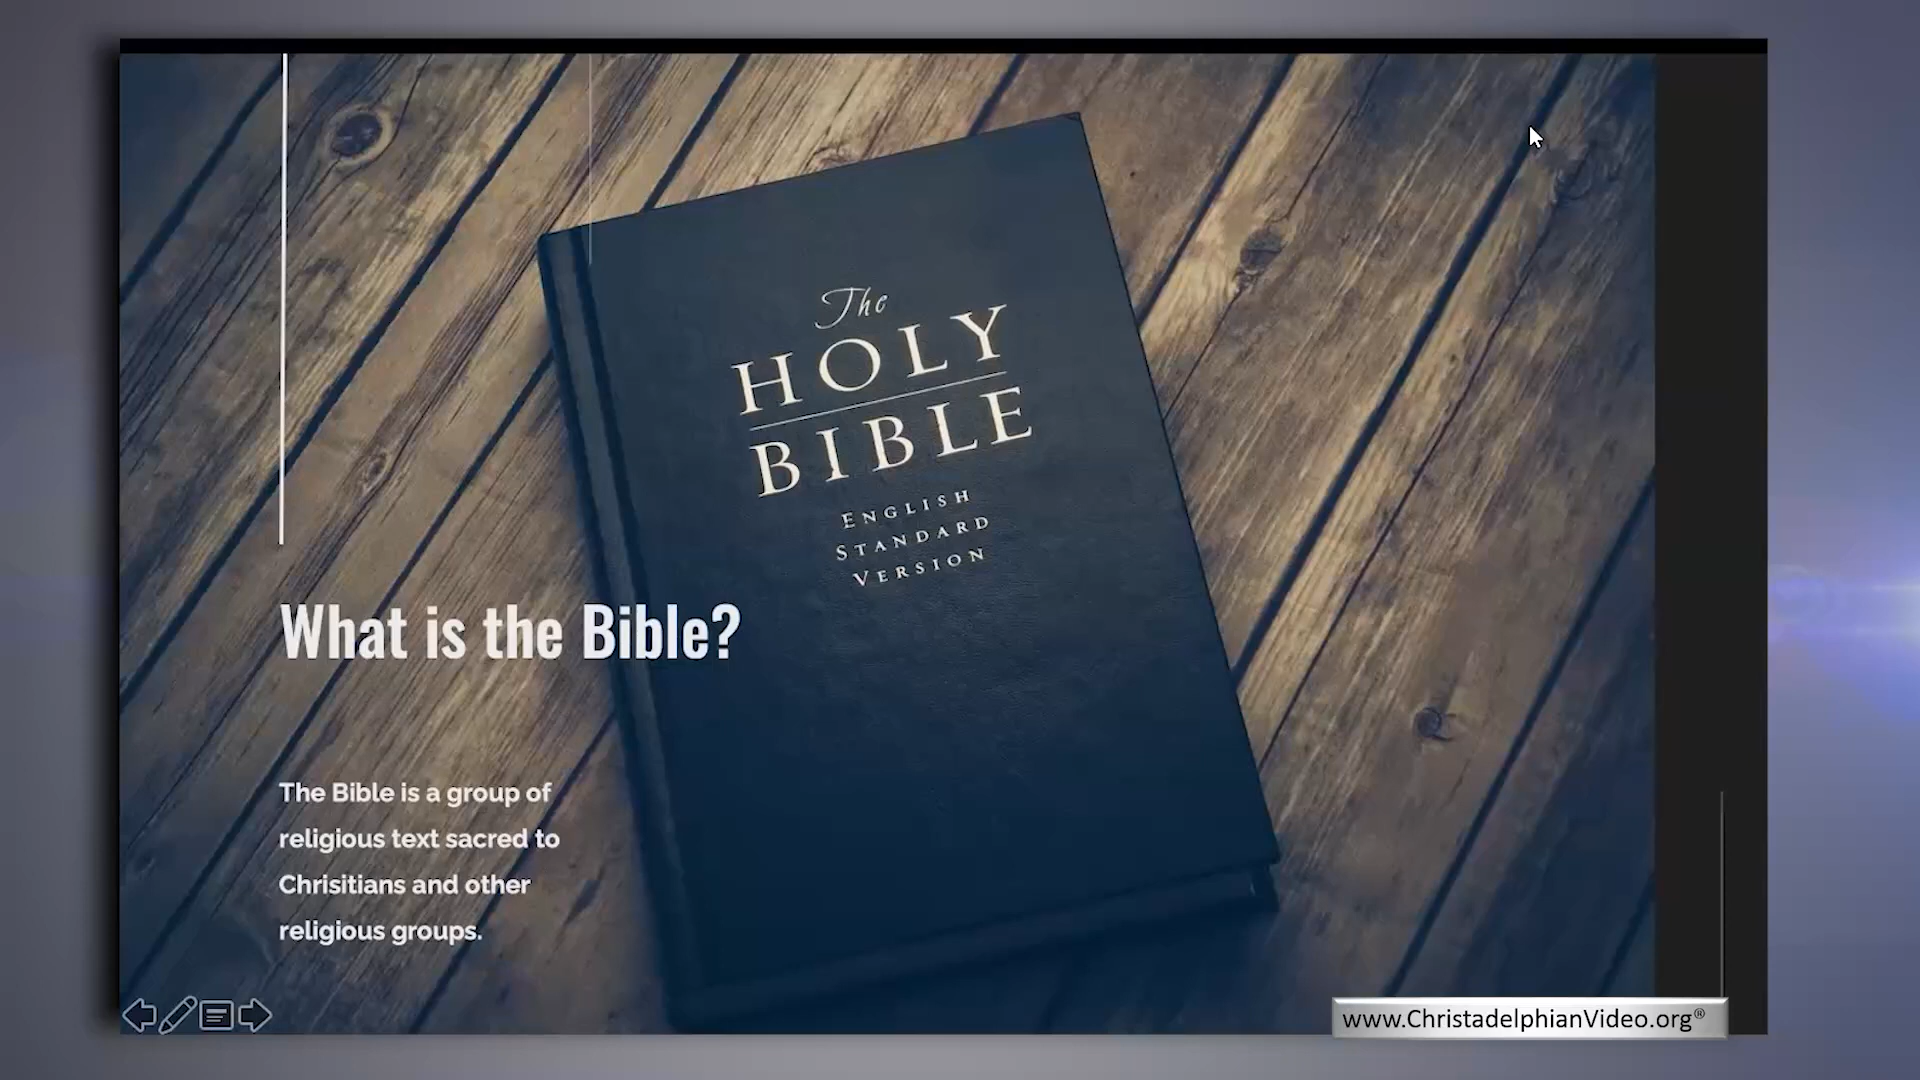 The
HOLY
BIBLE
ENGLISH
STANDARD
VERSION
What is the Bible?
The Bible is a group of
religious text sacred to
Chrisitians and other
religious groups.
www.ChristadelphianVideo.org®